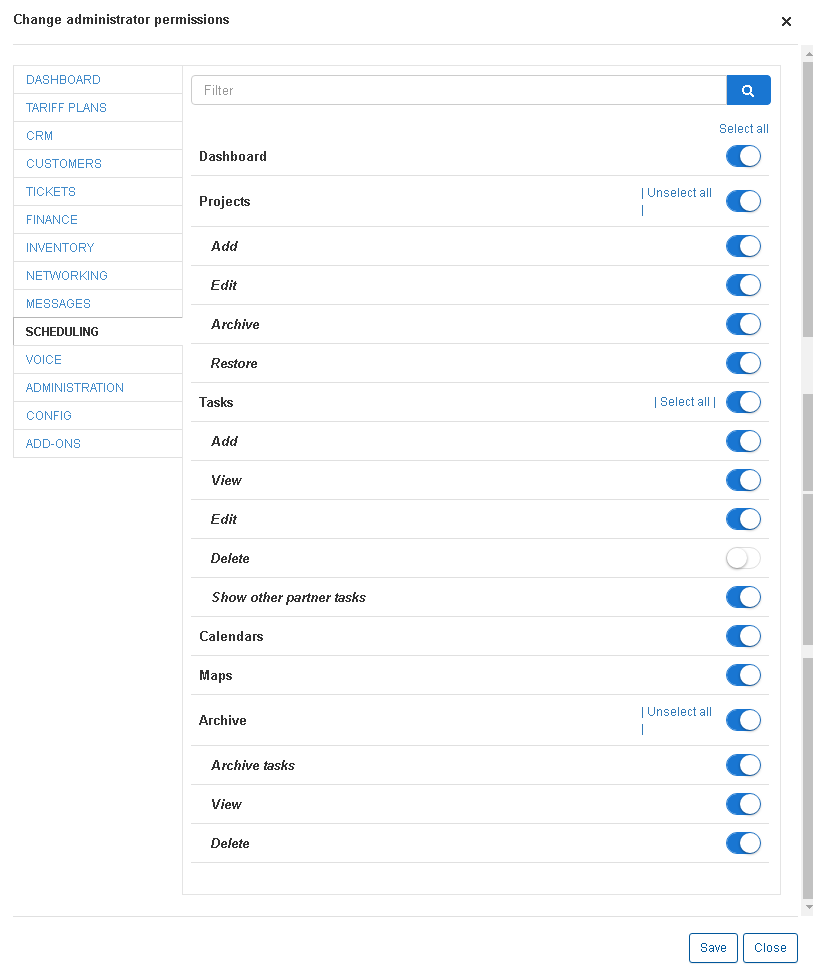 Change administrator permissions
DASHBOARD
TARIFF PLANS
CRM
CUSTOMERS
TICKETS
FINANCE
INVENTORY
NETWORKING
MESSAGES
SCHEDULING
VOICE
ADMINISTRATION
CONFIG
ADD-ONS
Filter
Select all
Dashboard
Projects | Unselect all
|
Add
Edit
Archive
Restore
Tasks | Select all |
Add
View
Edit
Delete
Show other partner tasks
Calendars
Maps
Archive | Unselect all
|
Archive tasks
View
Delete
Save Close